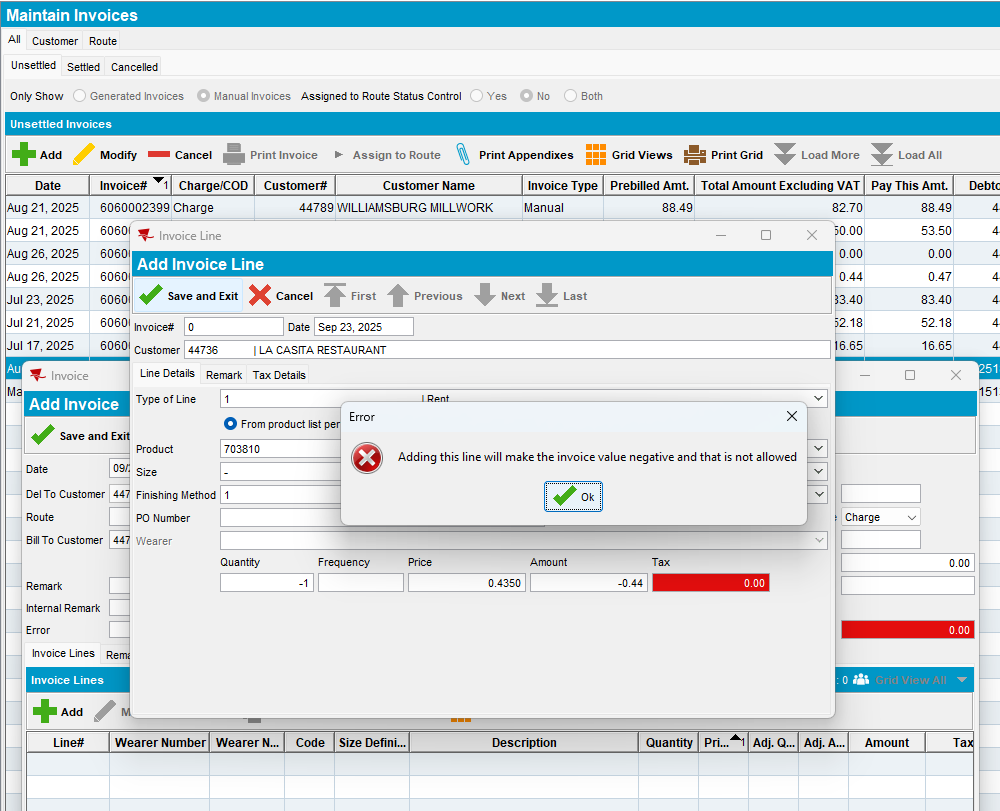 Maintain Invoices
All Customer Route
Unsettled Settled Cancelled
Only Show Generated Invoices Manual Invoices Assigned to Route Status Control Yes No Both
Unsettled Invoices
Add Modify Cancel Print Invoice Assign to Route Print Appendixes Grid Views Print Grid Load More Load All
Date Invoice# 1 Charge/COD Customer# Customer Name Invoice Type Prebilled Amt. Total Amount Excluding VAT Pay This Amt. Debto
Aug 21, 2025 6060002399 Charge 44789 WILLIAMSBURG MILLWORK Manual 88.49 82.70 88.49 4
Aug 21, 2025 6060 50.00 53.50 4
Aug 26, 2025 6060 0.00 0.00 4
Aug 26, 2025 6060 0.44 0.47 4
Jul 23, 2025 6060 83.40 83.40 4
Jul 21, 2025 6060 52.18 52.18 4
Jul 17, 2025 6060 16.65 16.65 4
Au 251
Ma 151
Invoice Line
Add Invoice Line
Save and Exit Cancel First Previous Next Last
Invoice# 0 Date Sep 23, 2025
Customer 44736 | LA CASITA RESTAURANT
Line Details Remark Tax Details
Type of Line 1 | Rent
From product list per
Product 703810
Size -
Finishing Method 1
PO Number
Wearer
Quantity Frequency Price Amount Tax
-1 0.4350 -0.44 0.00
Error
Adding this line will make the invoice value negative and that is not allowed
Ok
Invoice
Add Invoice
Save and Exit
Date 09/2
Del To Customer 447
Route Charge
Bill To Customer 447
0.00
Remark
Internal Remark
Error 0.00
Invoice Lines Rema
Invoice Lines : 0 Grid View All
Add M
Line# Wearer Number Wearer N... Code Size Defini... Description Quantity Pri... 1 Adj. Q... Adj. A... Amount Tax